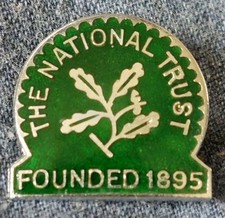 THE NATIONAL TRUST
FOUNDED 1895